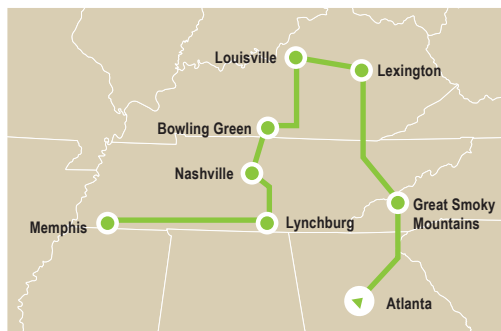 Louisville
Lexington
Bowling Green
Nashville
Great Smoky
Mountains
Memphis
Lynchburg
Atlanta